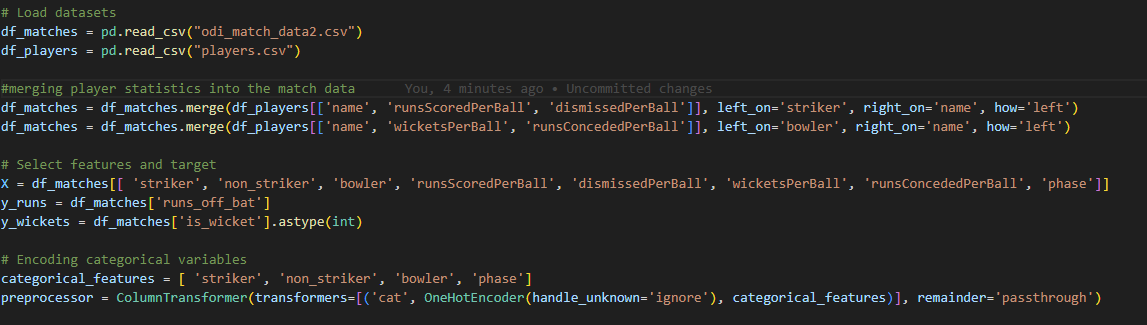 # Load datasets
df_matches = pd.read_csv("odi_match_data2.csv")
df_players = pd.read_csv("players.csv")
#merging player statistics into the match data You, 4 minutes ago • Uncommitted changes
df_matches = df_matches.merge(df_players[['name', 'runsScoredPerBall', 'dismissedPerBall']], left_on='striker', right_on='name', how='left')
df_matches = df_matches.merge(df_players[['name', 'wicketsPerBall', 'runsConcededPerBall']], left_on='bowler', right_on='name', how='left')
# Select features and target
X = df_matches[[ 'striker', 'non_striker', 'bowler', 'runsScoredPerBall', 'dismissedPerBall', 'wicketsPerBall', 'runsConcededPerBall', 'phase']]
y_runs = df_matches['runs_off_bat']
y_wickets = df_matches['is_wicket'].astype(int)
# Encoding categorical variables
categorical_features = [ 'striker', 'non_striker', 'bowler', 'phase']
preprocessor = ColumnTransformer(transformers=[('cat', OneHotEncoder(handle_unknown='ignore'), categorical_features)], remainder='passthrough')